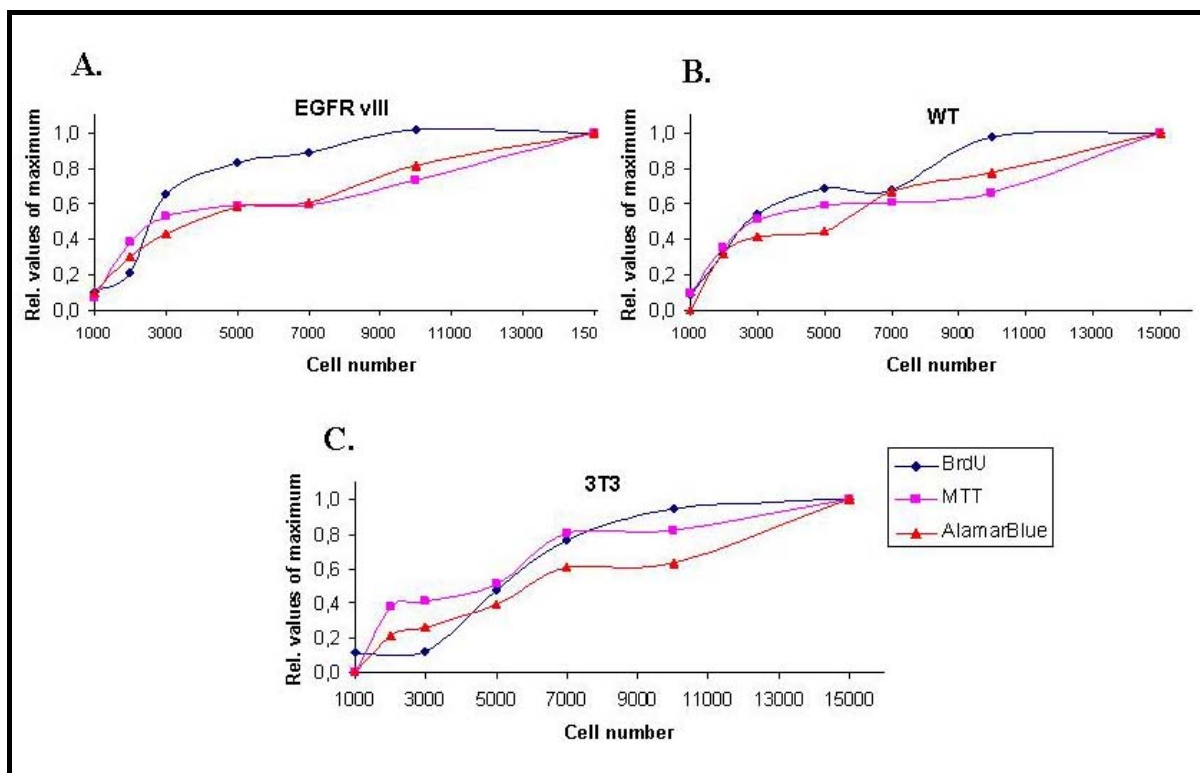 A.
EGFR vIII
Rel. values of maximum
1,0
0,8
0,6
0,4
0,2
0,0
1000 3000 5000 7000 9000 11000 13000 150
Cell number
B.
WT
Rel. values of maximum
1,0
0,8
0,6
0,4
0,2
0,0
1000 3000 5000 7000 9000 11000 13000 15000
Cell number
C.
3T3
Rel. values of maximum
1,0
0,8
0,6
0,4
0,2
0,0
1000 3000 5000 7000 9000 11000 13000 15000
Cell number
BrdU
MTT
AlamarBlue